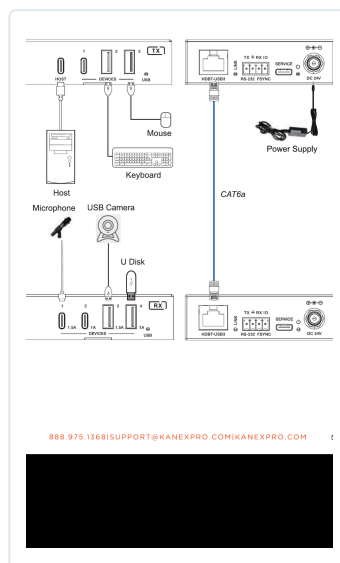 TX
1 2 3
HOST DEVICES USB
TX RX IO
LINK SERVICE
HDBT-USB3 RS-232 FSYNC DC 24V
Mouse
Keyboard
Power Supply
Host
CAT6a
Microphone USB Camera
U Disk
RX
1 2 3 4
1.5A 1A 1.5A 1A
DEVICES USB
TX RX IO
LINK SERVICE
HDBT-USB3 RS-232 FSYNC DC 24V
888.975.1368|SUPPORT@KANEXPRO.COM|KANEXPRO.COM